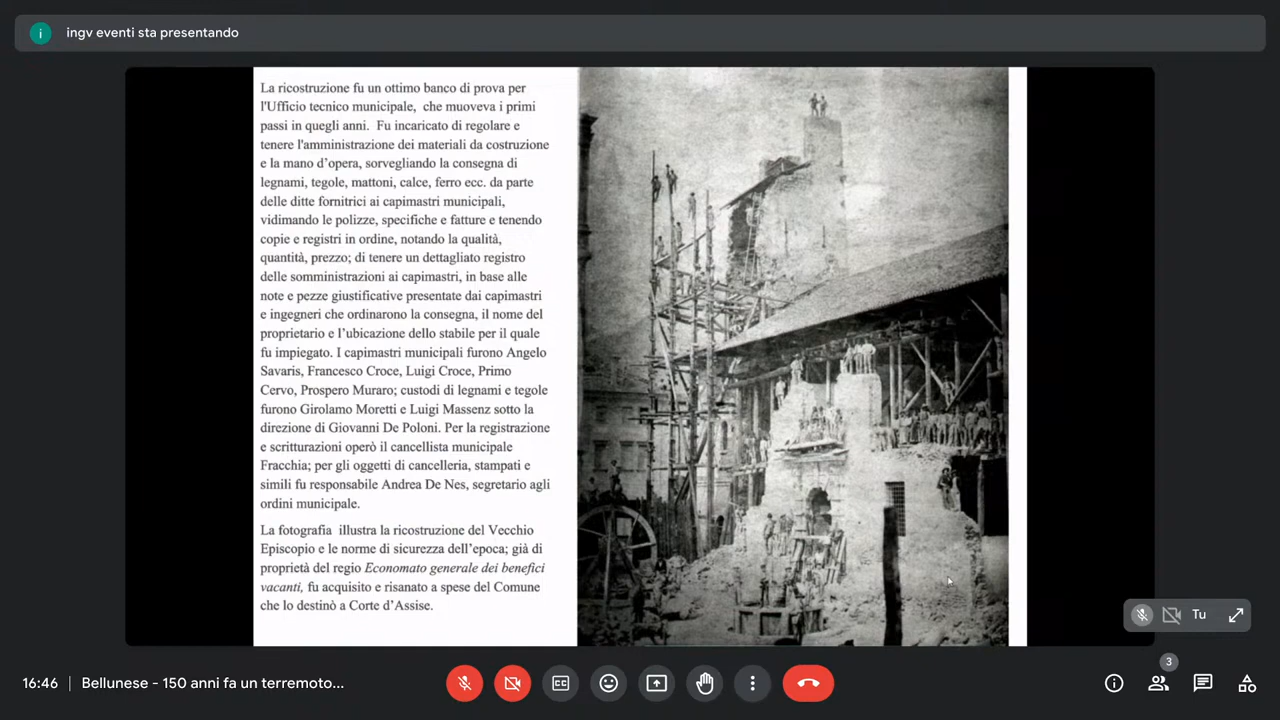 ingv eventi sta presentando
La ricostruzione fu un ottimo banco di prova per
l'Ufficio tecnico municipale, che muoveva i primi
passi in quegli anni. Fu incaricato di regolare e
tenere l'amministrazione dei materiali da costruzione
e la mano d'opera, sorvegliando la consegna di
legnami, tegole, mattoni, calce, ferro ecc. da parte
delle ditte fornitrici ai capimastri municipali,
vidimando le polizze, specifiche e fatture e tenendo
copie e registri in ordine, notando la qualità,
quantità, prezzo; di tenere un dettagliato registro
delle somministrazioni ai capimastri, in base alle
note e pezze giustificative presentate dai capimastri
e ingegneri che ordinarono la consegna, il nome del
proprietario e l'ubicazione dello stabile per il quale
fu impiegato. I capimastri municipali furono Angelo
Savaris, Francesco Croce, Luigi Croce, Primo
Cervo, Prospero Muraro; custodi di legnami e tegole
furono Girolamo Moretti e Luigi Massenz sotto la
direzione di Giovanni De Poloni. Per la registrazione
e scritturazioni operò il cancellista municipale
Fracchia; per gli oggetti di cancelleria, stampati e
simili fu responsabile Andrea De Nes, segretario agli
ordini municipale.
La fotografia illustra la ricostruzione del Vecchio
Episcopio e le norme di sicurezza dell'epoca; già di
proprietà del regio Economato generale dei benefici
vacanti, fu acquisito e risanato a spese del Comune
che lo destinò a Corte d'Assise.
Tu
16:46 | Bellunese - 150 anni fa un terremoto...
CC
3